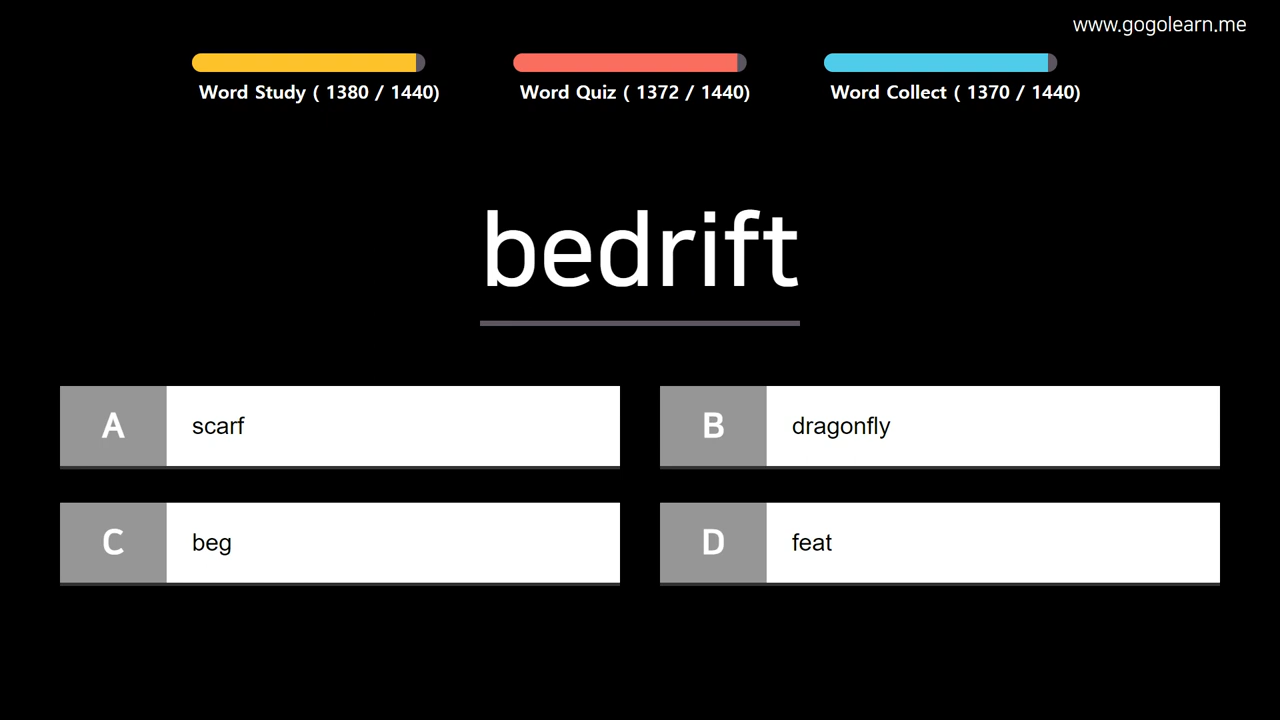 www.gogolearn.me
Word Study ( 1380 / 1440)
Word Quiz ( 1372 / 1440)
Word Collect ( 1370 / 1440)
bedrift
A scarf
B dragonfly
C beg
D feat